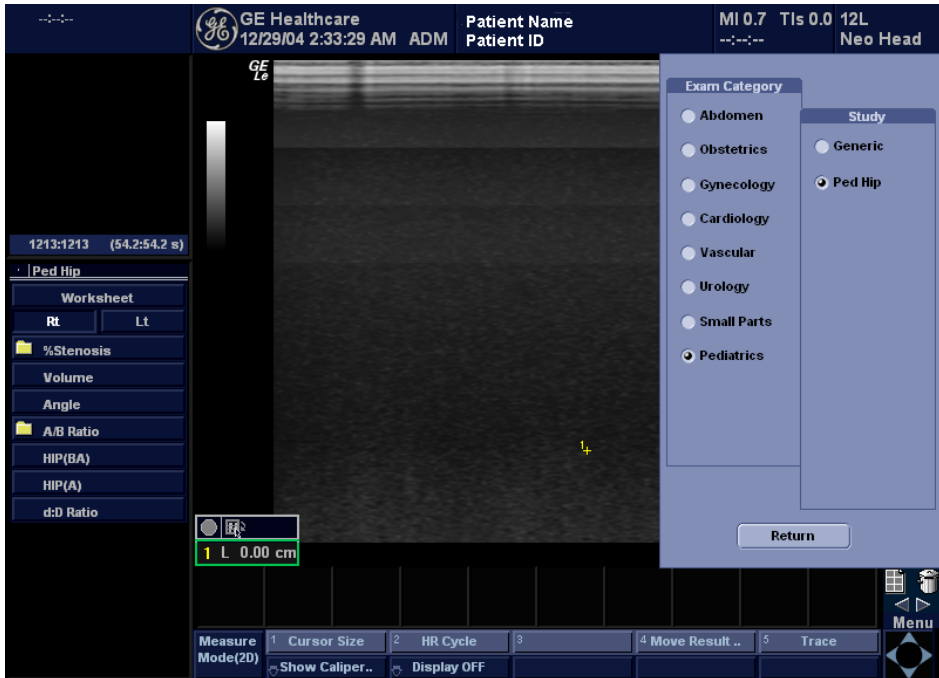 --:--:--
GE Healthcare
12/29/04 2:33:29 AM ADM
Patient Name
Patient ID
MI 0.7 TIs 0.0
--:--:--
12L
Neo Head
GE
Le
1213:1213 (54.2:54.2 s)
Ped Hip
Worksheet
Rt Lt
%Stenosis
Volume
Angle
A/B Ratio
HIP(BA)
HIP(A)
d:D Ratio
1
1 L 0.00 cm
Exam Category
Abdomen
Obstetrics
Gynecology
Cardiology
Vascular
Urology
Small Parts
Pediatrics
Study
Generic
Ped Hip
Return
Menu
Measure
Mode(2D)
1 Cursor Size
2 HR Cycle
3
4 Move Result ..
5 Trace
Show Caliper..
Display OFF